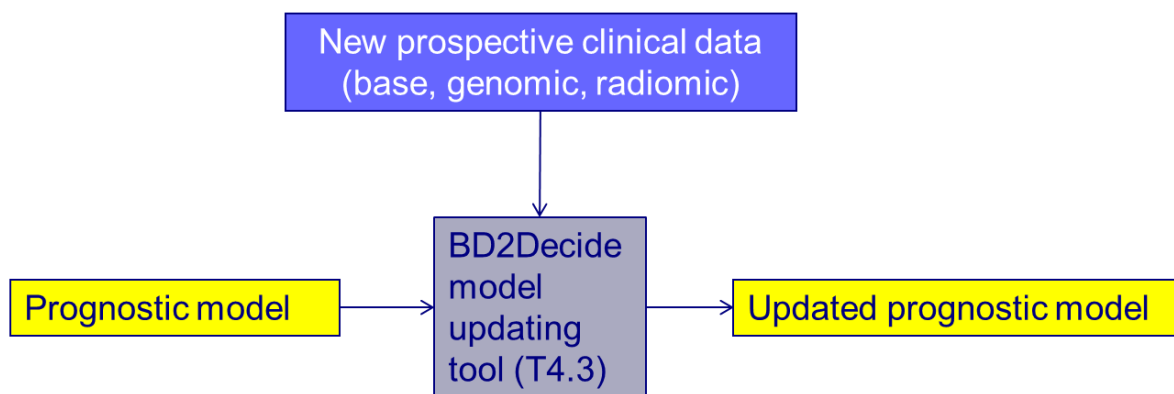 New prospective clinical data
(base, genomic, radiomic)
BD2Decide
model
updating
tool (T4.3)
Prognostic model
Updated prognostic model